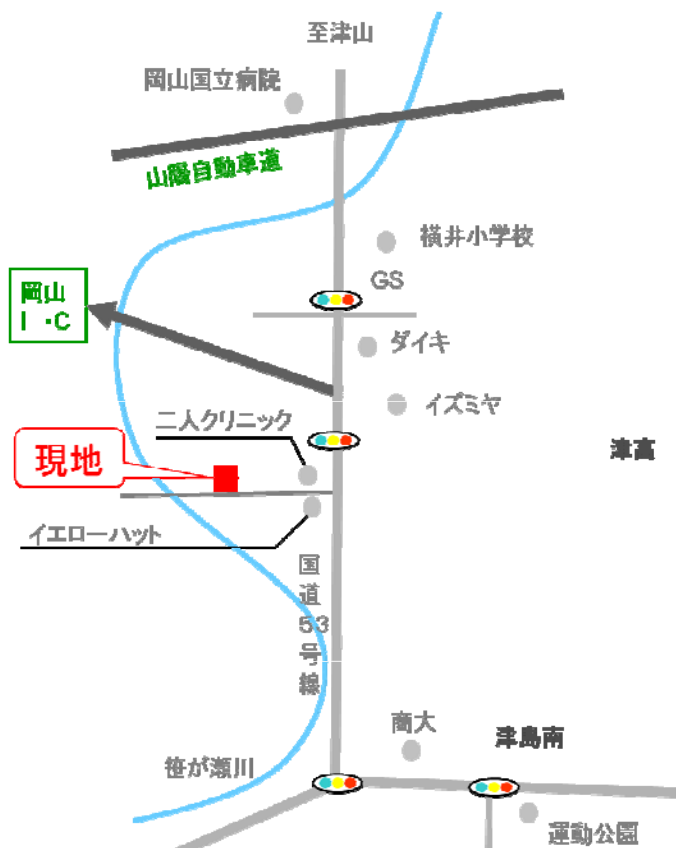 至津山
岡山国立病院
山陽自動車道
横井小学校
GS
岡山
I・C
ダイキ
イズミヤ
二人クリニック
津高
現地
イエローハット
国道53号線
商大
津島南
笹が瀬川
運動公園